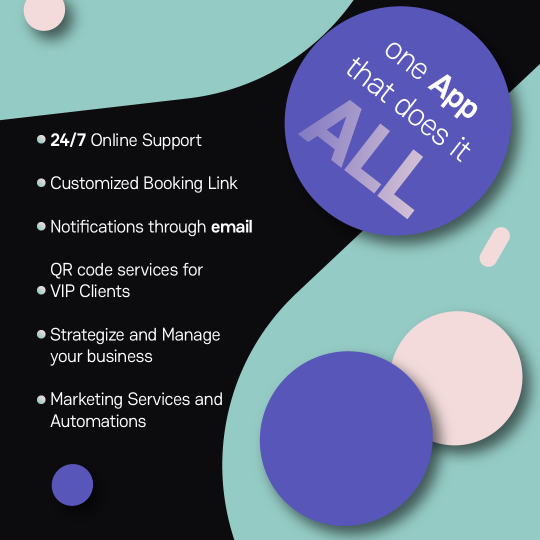 one App
that does it
ALL
24/7 Online Support
Customized Booking Link
Notifications through email
QR code services for
VIP Clients
Strategize and Manage
your business
Marketing Services and
Automations